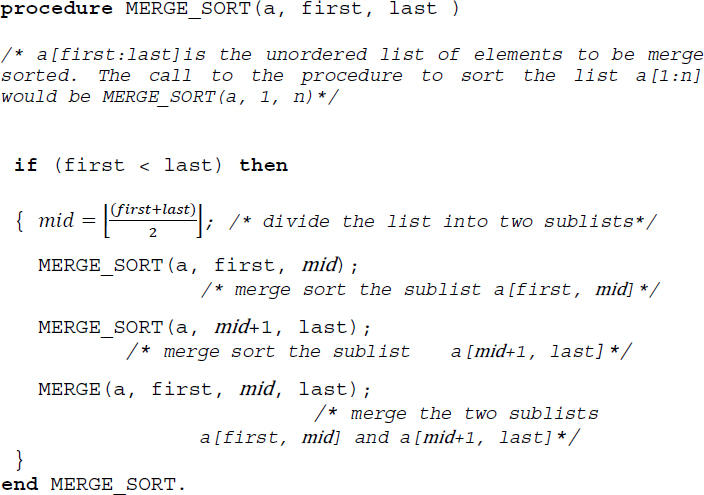 procedure MERGE_SORT(a, first, last )
/* a[first:last]is the unordered list of elements to be merge
sorted. The call to the procedure to sort the list a[1:n]
would be MERGE_SORT(a, 1, n)*/
if (first < last) then
{ mid = ⌊(first+last)/2⌋; /* divide the list into two sublists*/
MERGE_SORT(a, first, mid);
/* merge sort the sublist a[first, mid]*/
MERGE_SORT(a, mid+1, last);
/* merge sort the sublist a[mid+1, last]*/
MERGE(a, first, mid, last);
/* merge the two sublists
a[first, mid] and a[mid+1, last]*/
}
end MERGE_SORT.